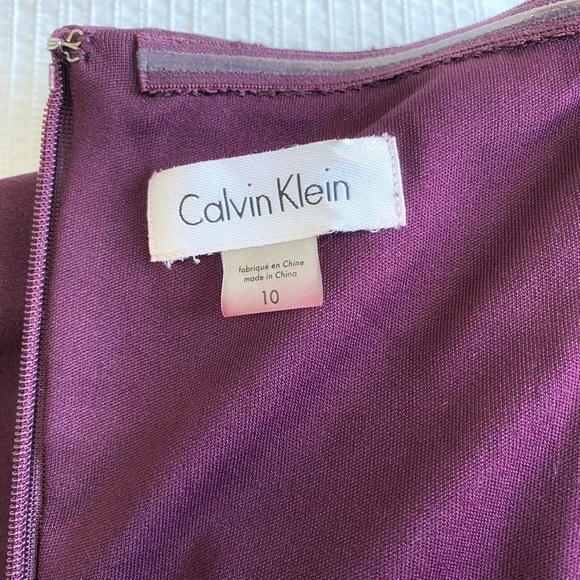 Calvin Klein
fabriqué en Chine
made in China
10